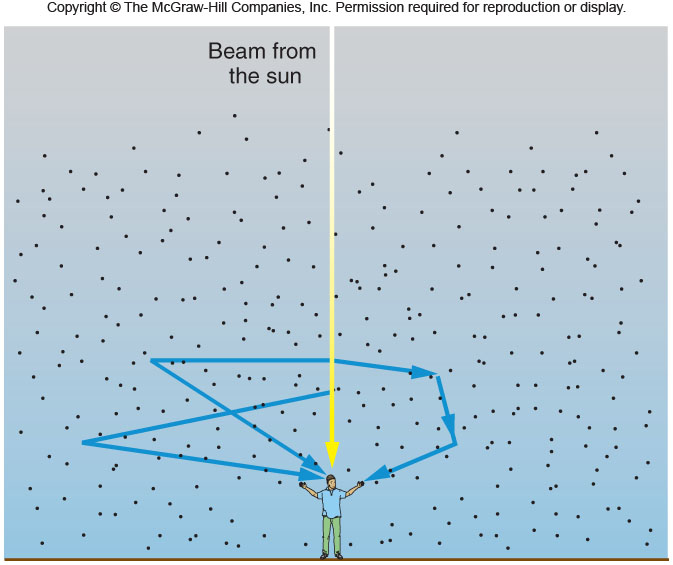 Copyright © The McGraw-Hill Companies, Inc. Permission required for reproduction or display.
Beam from
the sun